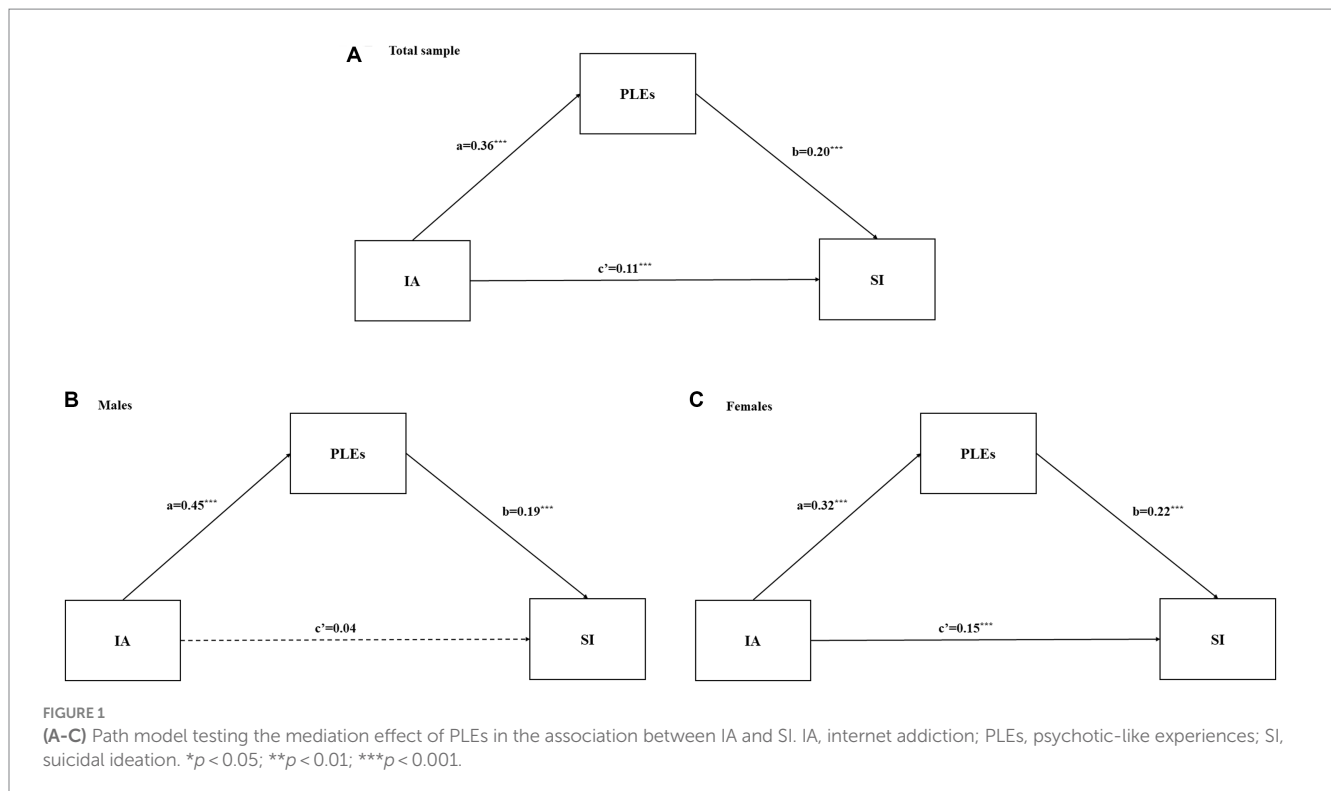 A Total sample
PLEs
a=0.36***
b=0.20***
c’=0.11***
IA
SI
B Males
PLEs
a=0.45***
b=0.19***
c’=0.04
IA
SI
C Females
PLEs
a=0.32***
b=0.22***
c’=0.15***
IA
SI
FIGURE 1
(A-C) Path model testing the mediation effect of PLEs in the association between IA and SI. IA, internet addiction; PLEs, psychotic-like experiences; SI,
suicidal ideation. *p < 0.05; **p < 0.01; ***p < 0.001.